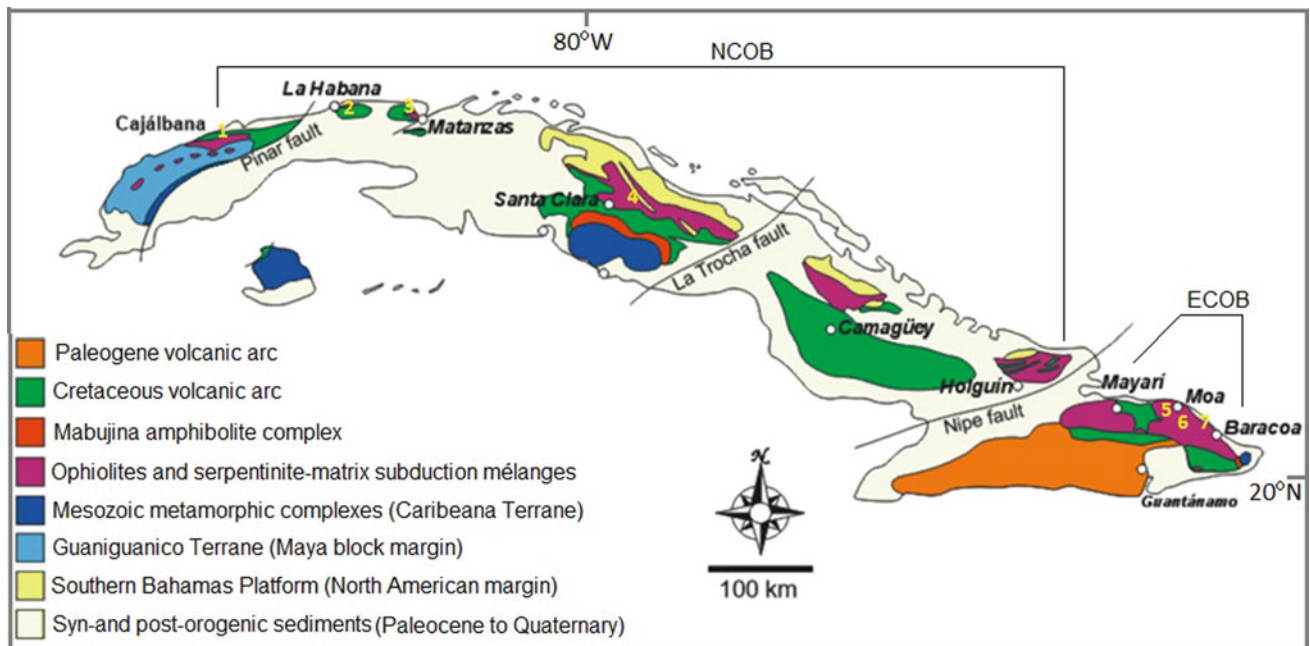 80°W
NCOB
La Habana
2
3
Cajálbana
1
Matanzas
Pinar fault
Santa Clara
4
La Trocha fault
ECOB
Camagüey
Holguín
Mayarí
Moa
5
6
7
Nipe fault
Baracoa
Guantánamo
20°N
N
100 km
Paleogene volcanic arc
Cretaceous volcanic arc
Mabujina amphibolite complex
Ophiolites and serpentinite-matrix subduction mélanges
Mesozoic metamorphic complexes (Caribeana Terrane)
Guaniguanico Terrane (Maya block margin)
Southern Bahamas Platform (North American margin)
Syn-and post-orogenic sediments (Paleocene to Quaternary)